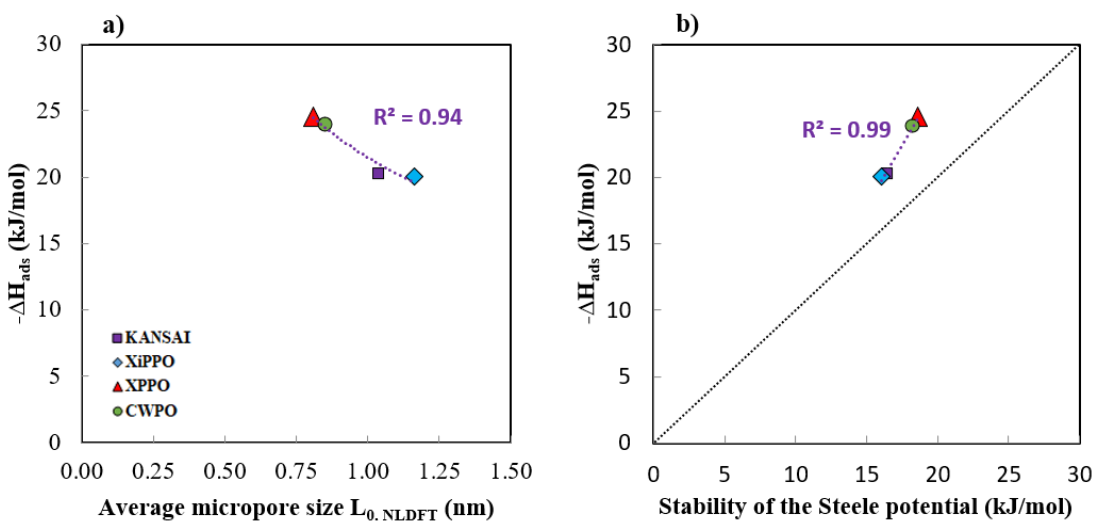 a)
30
25
20
15
10
5
0
-ΔHads (kJ/mol)
R² = 0.94
KANSAI
XiPPO
XPPO
CWPO
0.00 0.25 0.50 0.75 1.00 1.25 1.50
Average micropore size L0. NLDFT (nm)
b)
30
25
20
15
10
5
0
-ΔHads (kJ/mol)
R² = 0.99
0 5 10 15 20 25 30
Stability of the Steele potential (kJ/mol)